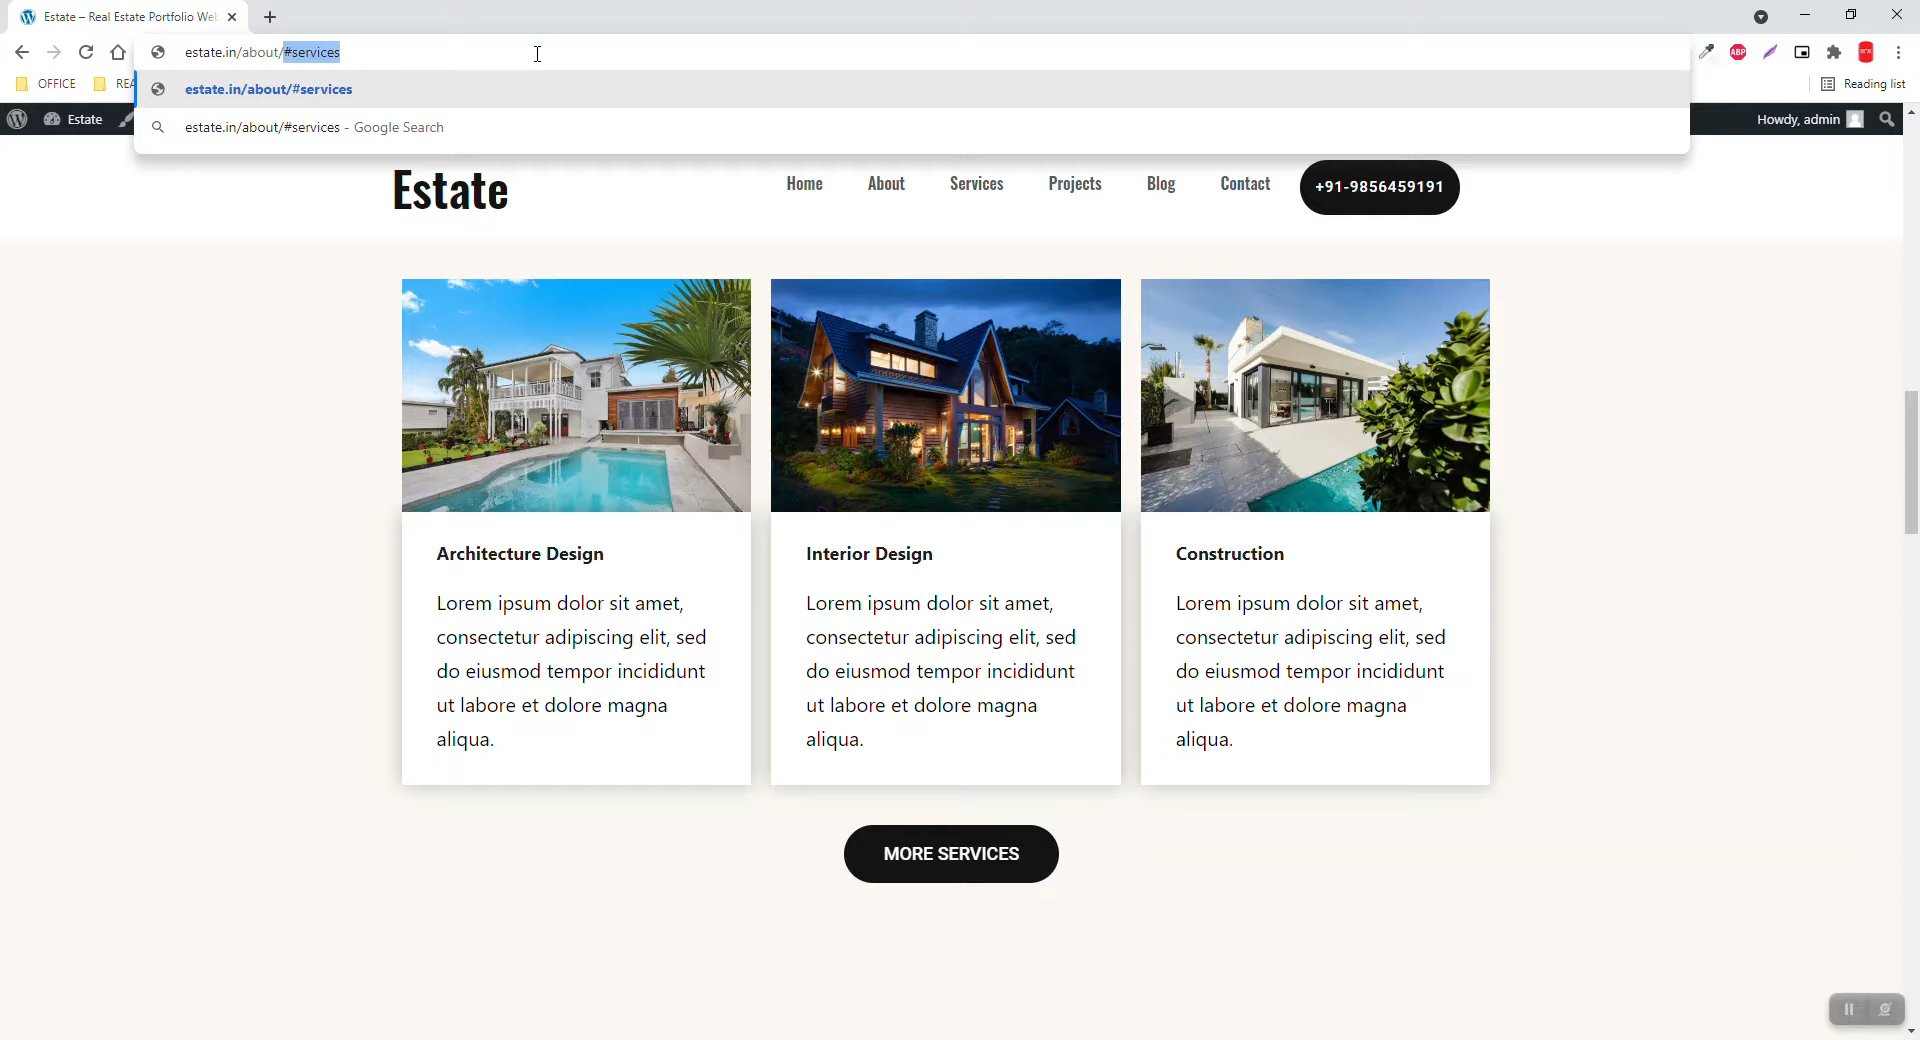 Estate – Real Estate Portfolio Web
estate.in/about/#services
ABP
OFFICE
REA
estate.in/about/#services
Reading list
estate.in/about/#services - Google Search
Estate
Howdy, admin
Estate
Home
About
Services
Projects
Blog
Contact
+91-9856459191
Architecture Design
Lorem ipsum dolor sit amet,
consectetur adipiscing elit, sed
do eiusmod tempor incididunt
ut labore et dolore magna
aliqua.
Interior Design
Lorem ipsum dolor sit amet,
consectetur adipiscing elit, sed
do eiusmod tempor incididunt
ut labore et dolore magna
aliqua.
Construction
Lorem ipsum dolor sit amet,
consectetur adipiscing elit, sed
do eiusmod tempor incididunt
ut labore et dolore magna
aliqua.
MORE SERVICES